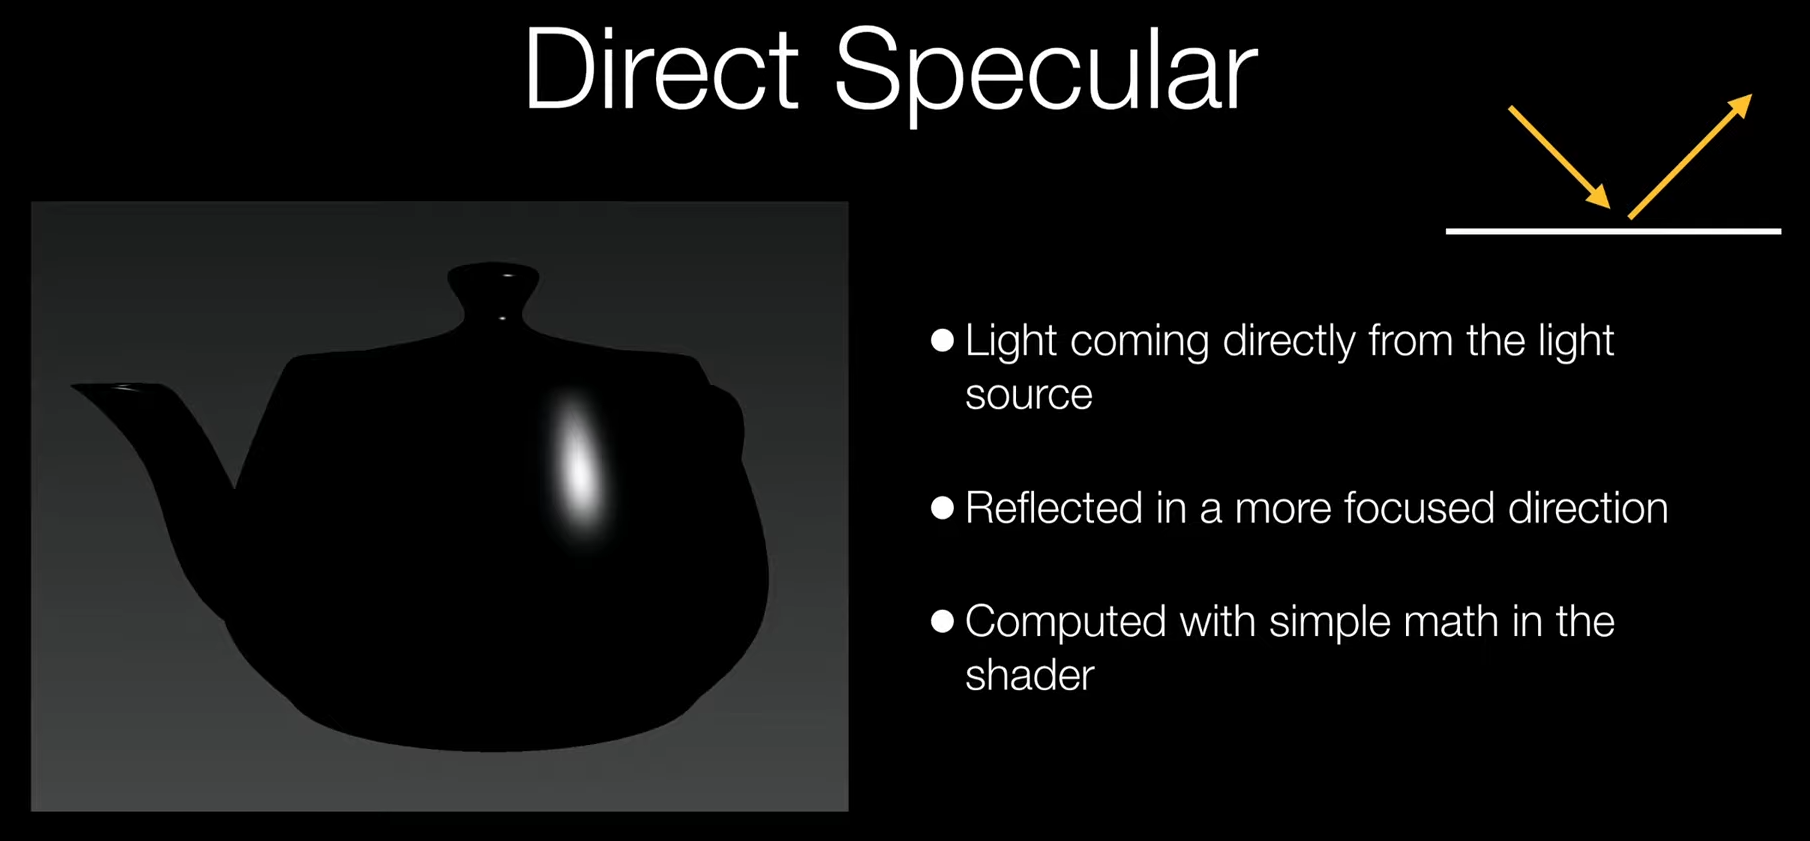 Direct Specular
● Light coming directly from the light
source
● Reflected in a more focused direction
● Computed with simple math in the
shader